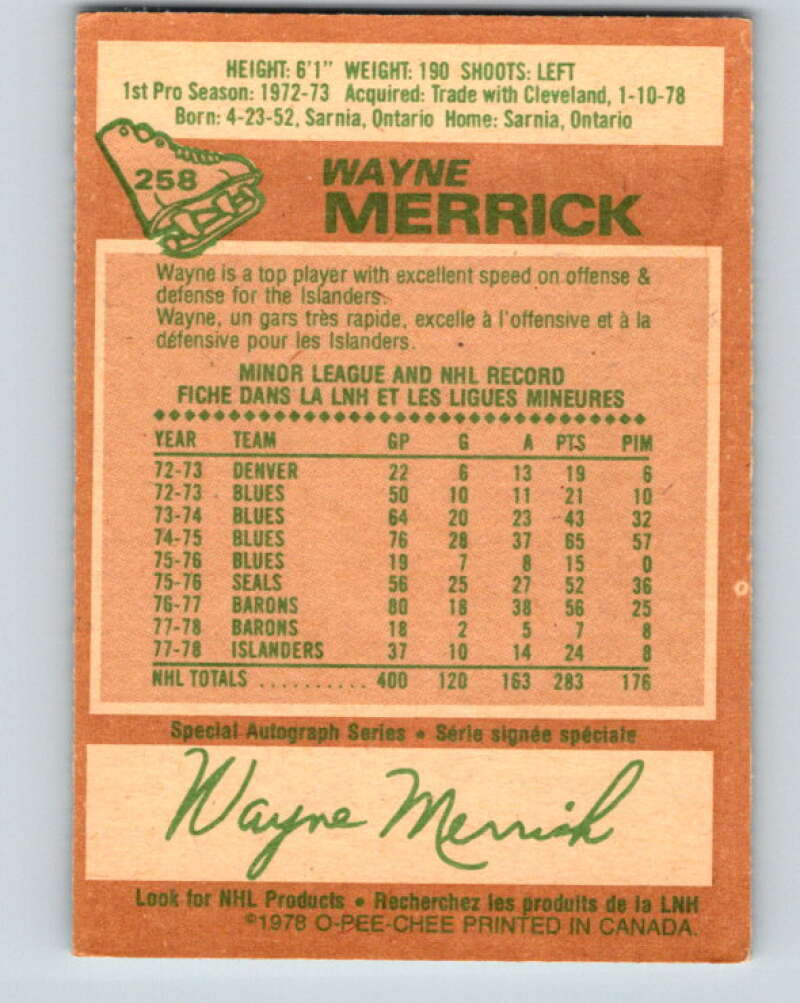 HEIGHT: 6'1" WEIGHT: 190 SHOOTS: LEFT
1st Pro Season: 1972-73 Acquired: Trade with Cleveland, 1-10-78
Born: 4-23-52, Sarnia, Ontario Home: Sarnia, Ontario
258
WAYNE
MERRICK
Wayne is a top player with excellent speed on offense &
defense for the Islanders.
Wayne, un gars très rapide, excelle à l'offensive et à la
défensive pour les Islanders.
MINOR LEAGUE AND NHL RECORD
FICHE DANS LA LNH ET LES LIGUES MINEURES
YEAR TEAM GP G A PTS PIM
72-73 DENVER 22 6 13 19 6
72-73 BLUES 50 10 11 21 10
73-74 BLUES 64 20 23 43 32
74-75 BLUES 76 28 37 65 57
75-76 BLUES 19 7 8 15 0
75-76 SEALS 56 25 27 52 36
76-77 BARONS 80 18 38 56 25
77-78 BARONS 18 2 5 7 8
77-78 ISLANDERS 37 10 14 24 8
NHL TOTALS .......... 400 120 163 283 176
Special Autograph Series • Série signée spéciale
Wayne Merrick
Look for NHL Products • Recherchez les produits de la LNH
©1978 O-PEE-CHEE PRINTED IN CANADA.